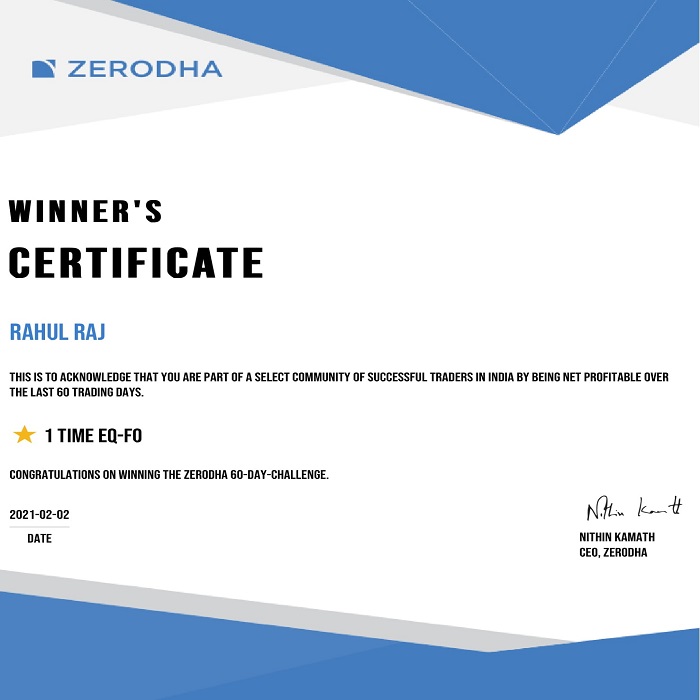 ZERODHA
WINNER'S
CERTIFICATE
RAHUL RAJ
THIS IS TO ACKNOWLEDGE THAT YOU ARE PART OF A SELECT COMMUNITY OF SUCCESSFUL TRADERS IN INDIA BY BEING NET PROFITABLE OVER
THE LAST 60 TRADING DAYS.
1 TIME EQ-FO
CONGRATULATIONS ON WINNING THE ZERODHA 60-DAY-CHALLENGE.
2021-02-02
DATE
Nithin Kamath
NITHIN KAMATH
CEO, ZERODHA